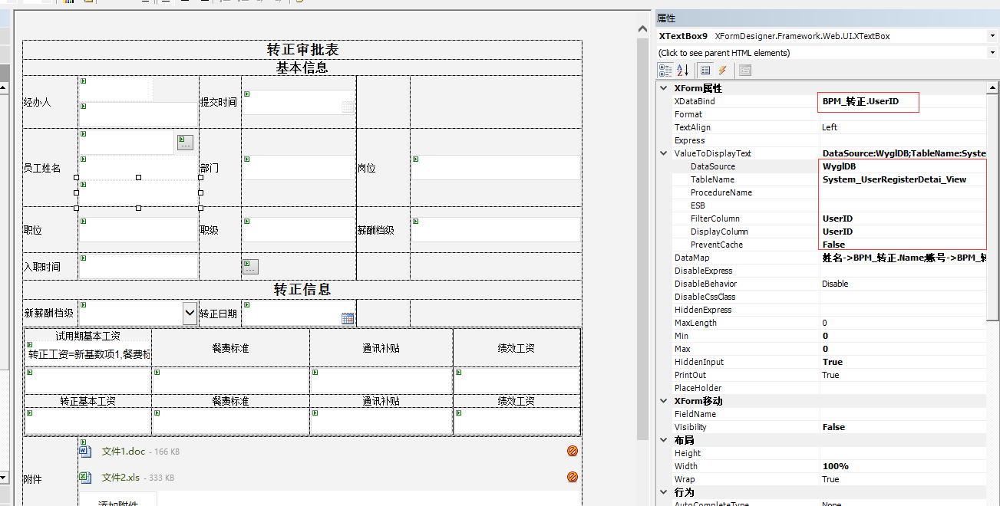 转正审批表
基本信息
经办人
提交时间
员工姓名
...
部门
岗位
职位
职级
薪酬档级
入职时间
...
转正信息
新薪酬档级
转正日期
试用期基本工资
转正工资=新基数项1,餐费标
餐费标准
通讯补贴
绩效工资
转正基本工资
餐费标准
通讯补贴
绩效工资
附件
文件1.doc - 166 KB
文件2.xls - 333 KB
添加附件
属性
XTextBox9 XFormDesigner.Framework.Web.UI.XTextBox
(Click to see parent HTML elements)
XForm属性
XDataBind BPM_转正.UserID
Format
TextAlign Left
Express
ValueToDisplayText DataSource:WyglDB;TableName:Syste
DataSource WyglDB
TableName System_UserRegisterDetai_View
ProcedureName
ESB
FilterColumn UserID
DisplayColumn UserID
PreventCache False
DataMap 姓名->BPM_转正.Name;账号->BPM_转
DisableExpress
DisableBehavior Disable
DisableCssClass
HiddenExpress
MaxLength 0
Min 0
Max 0
HiddenInput True
PrintOut True
PlaceHolder
XForm移动
FieldName
Visibility False
布局
Height
Width 100%
Wrap True
行为
AutoCompleteType None